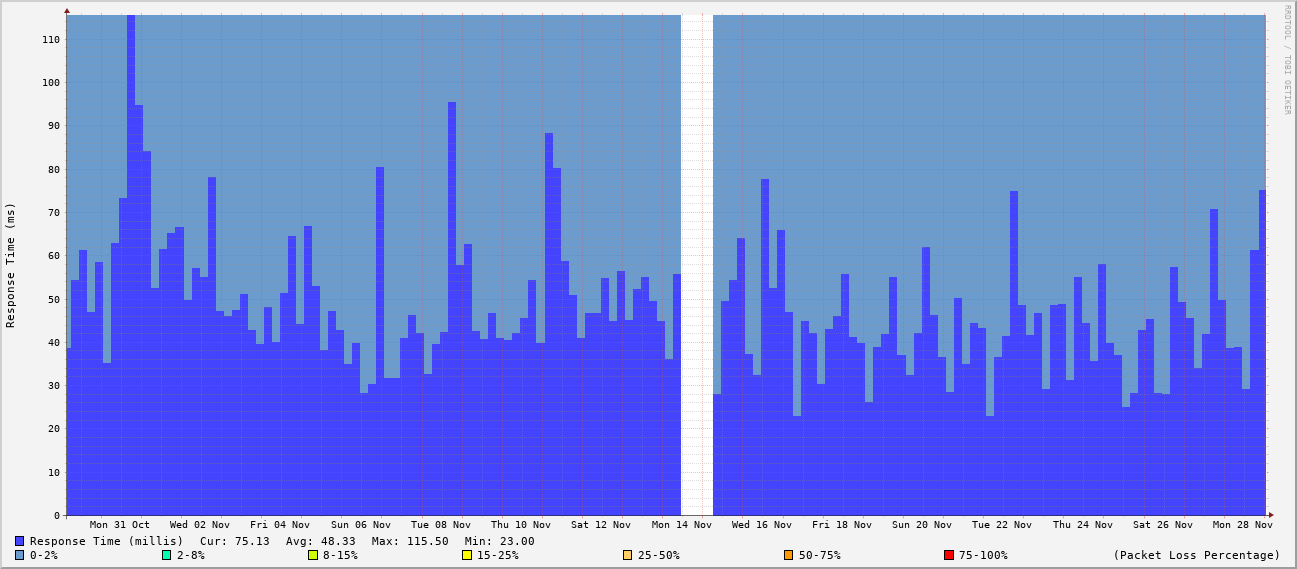 RRDTOOL / TOBI OETIKER
Response Time (ms)
110
100
90
80
70
60
50
40
30
20
10
0
Mon 31 Oct Wed 02 Nov Fri 04 Nov Sun 06 Nov Tue 08 Nov Thu 10 Nov Sat 12 Nov Mon 14 Nov Wed 16 Nov Fri 18 Nov Sun 20 Nov Tue 22 Nov Thu 24 Nov Sat 26 Nov Mon 28 Nov
Response Time (millis) Cur: 75.13 Avg: 48.33 Max: 115.50 Min: 23.00
0-2% 2-8% 8-15% 15-25% 25-50% 50-75% 75-100% (Packet Loss Percentage)